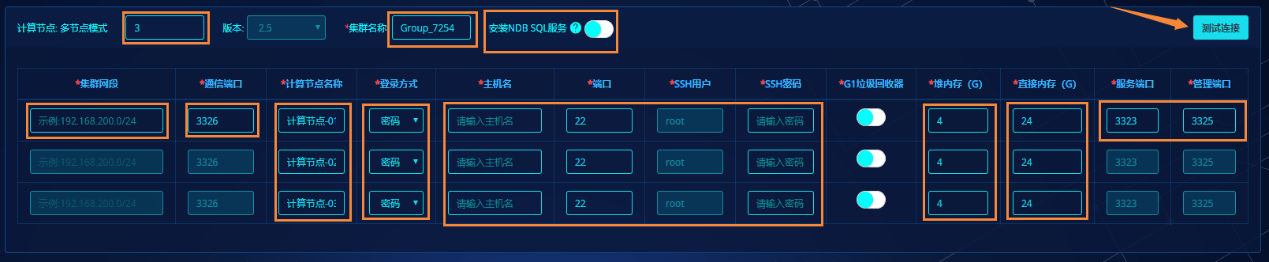 计算节点: 多节点模式 3 版本: 2.5 *集群名称 Group_7254 安装NDB SQL服务 ? 测试连接
*集群网段 *通信端口 *计算节点名称 *登录方式 *主机名 *端口 *SSH用户 *SSH密码 *G1垃圾回收器 *堆内存（G） *直接内存（G） *服务端口 *管理端口
示例:192.168.200.0/24 3326 计算节点-01 密码 请输入主机名 22 root 请输入密码 4 24 3323 3325
示例:192.168.200.0/24 3326 计算节点-02 密码 请输入主机名 22 root 请输入密码 4 24 3323 3325
示例:192.168.200.0/24 3326 计算节点-03 密码 请输入主机名 22 root 请输入密码 4 24 3323 3325